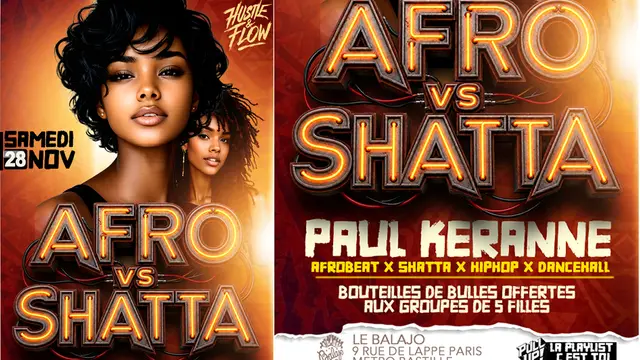 HUSTLE
&
FLOW
SAMEDI
28 NOV
AFRO
VS
SHATTA
AFRO
VS
SHATTA
PAUL KERANNE
AFROBEAT X SHATTA X HIPHOP X DANCEHALL
BOUTEILLES DE BULLES OFFERTES
AUX GROUPES DE 5 FILLES
LE BALAJO
9 RUE DE LAPPE PARIS
METRO BASTILLE
PULL
UP
LA PLAYLIST
C'EST TOI